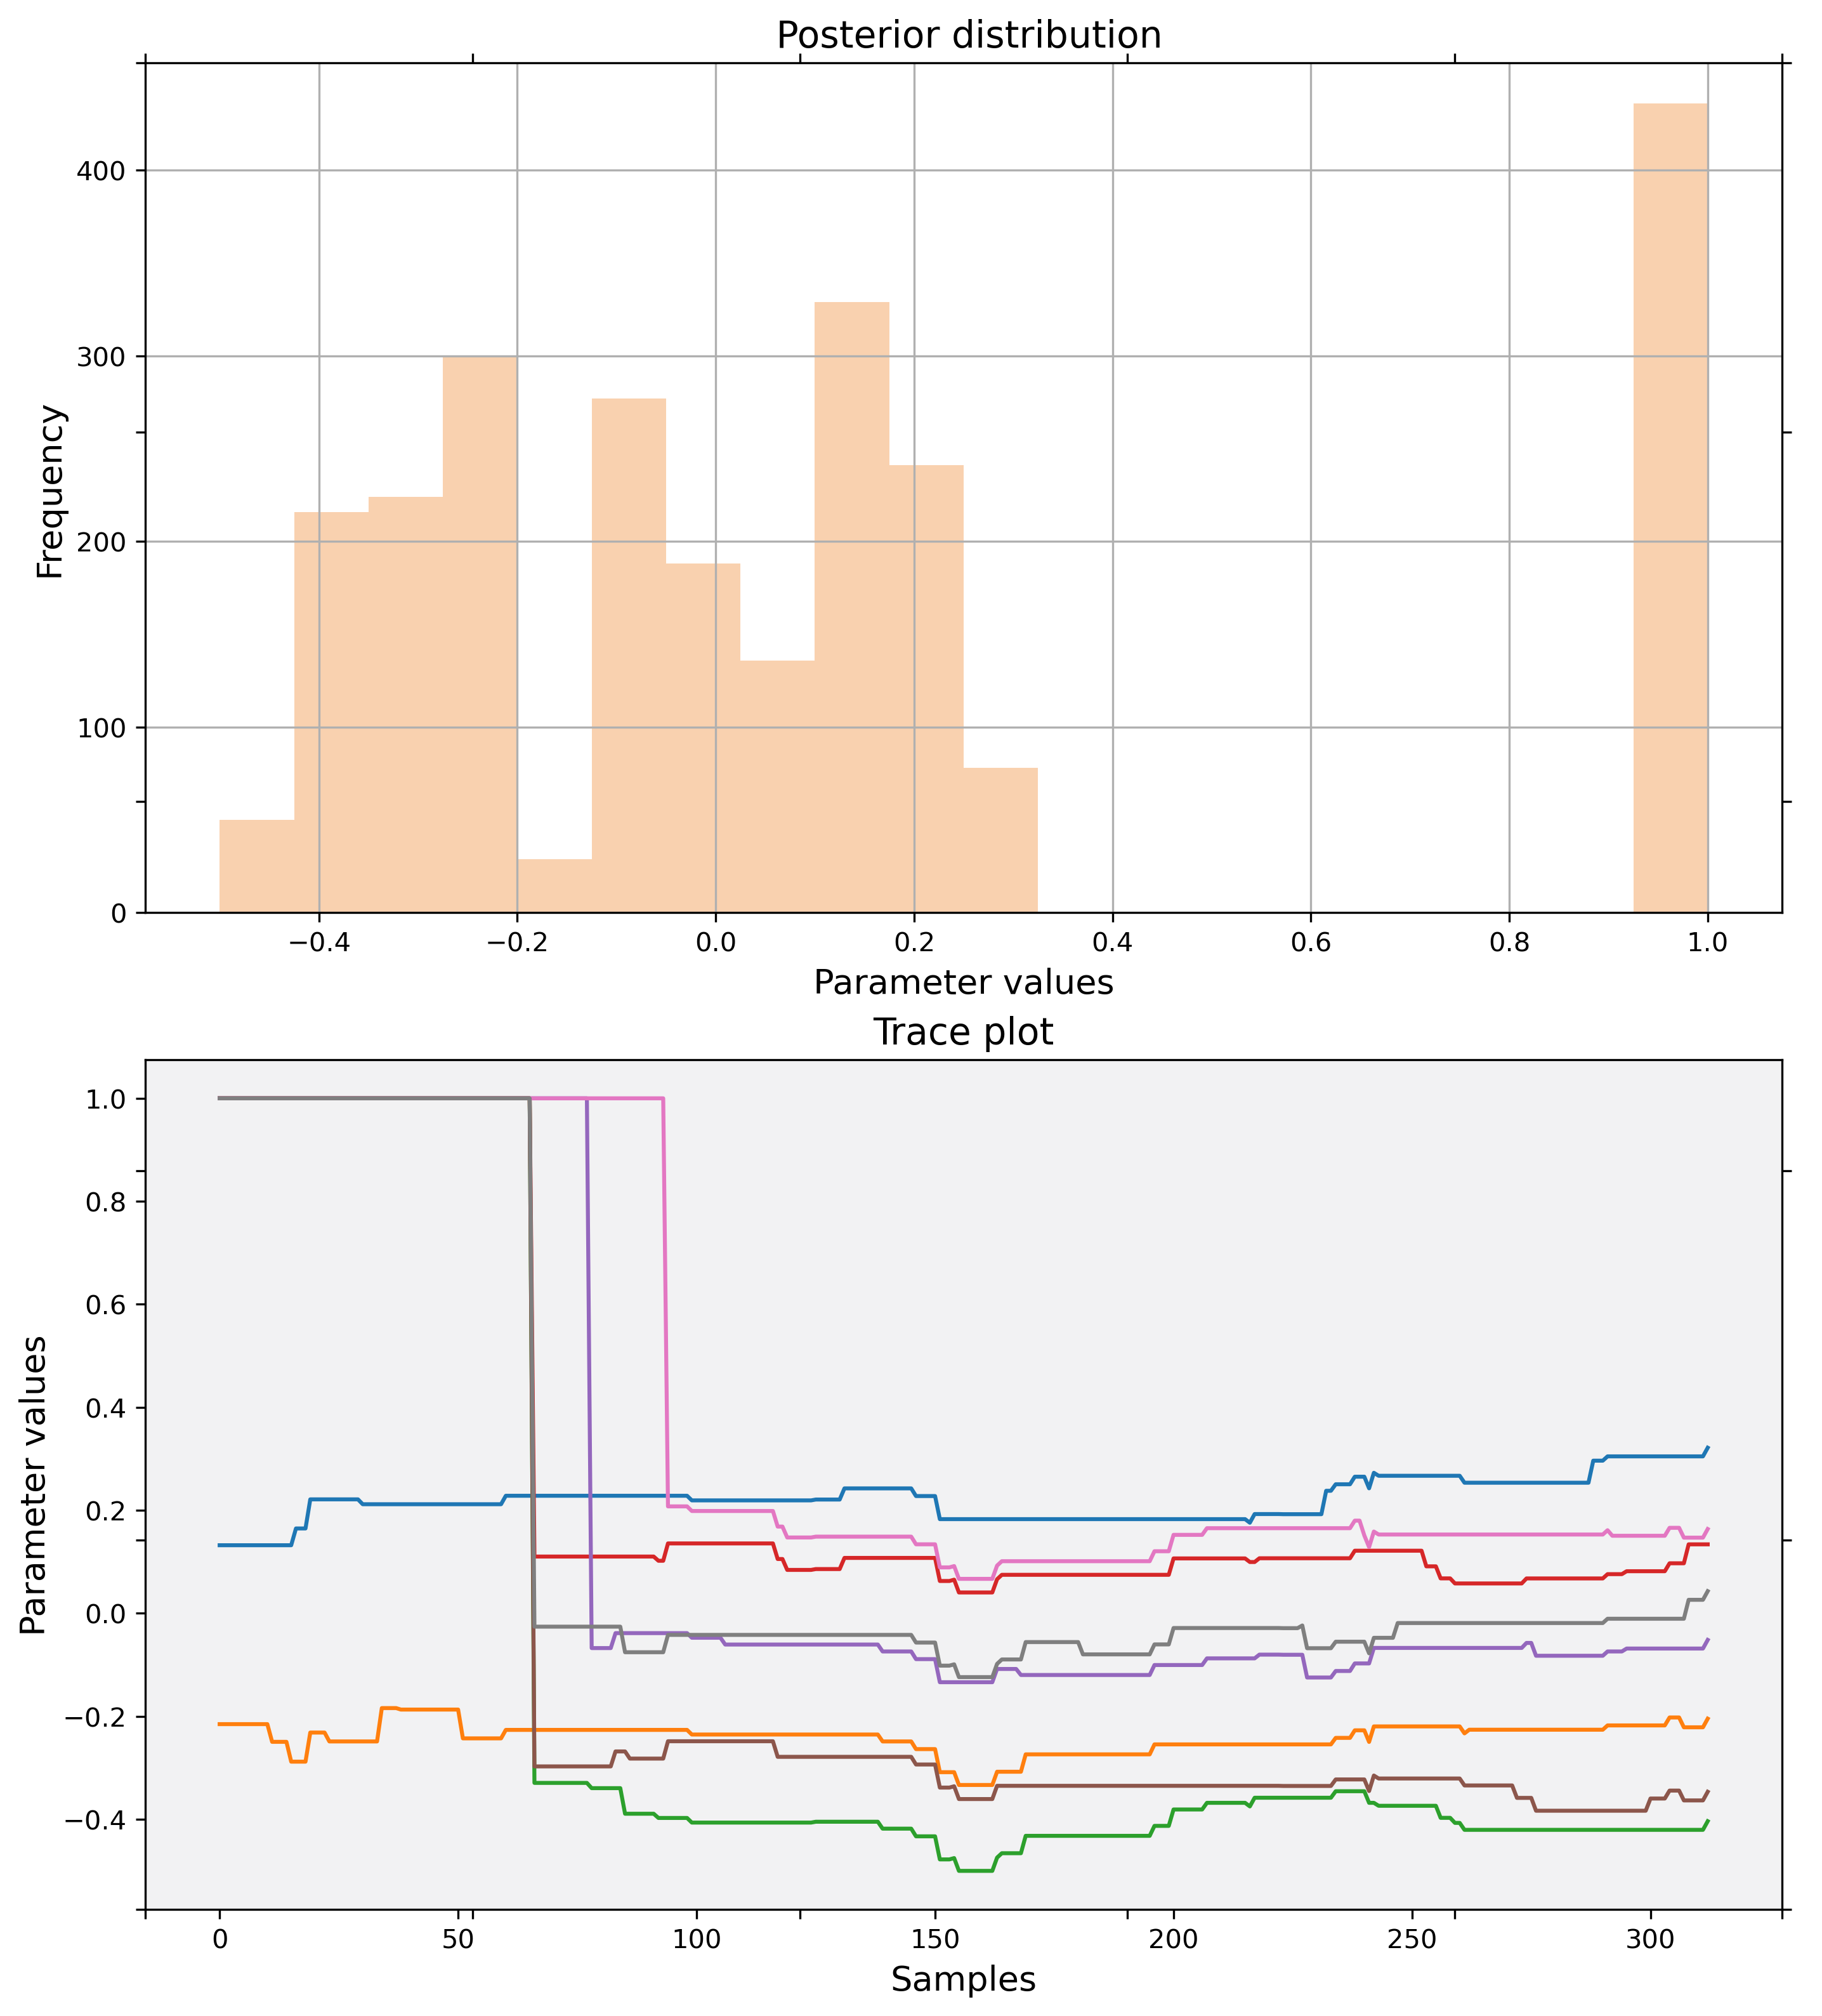 Posterior distribution
400
300
200
100
0
Frequency
−0.4 −0.2 0.0 0.2 0.4 0.6 0.8 1.0
Parameter values
Trace plot
1.0
0.8
0.6
0.4
0.2
0.0
−0.2
−0.4
Parameter values
0 50 100 150 200 250 300
Samples